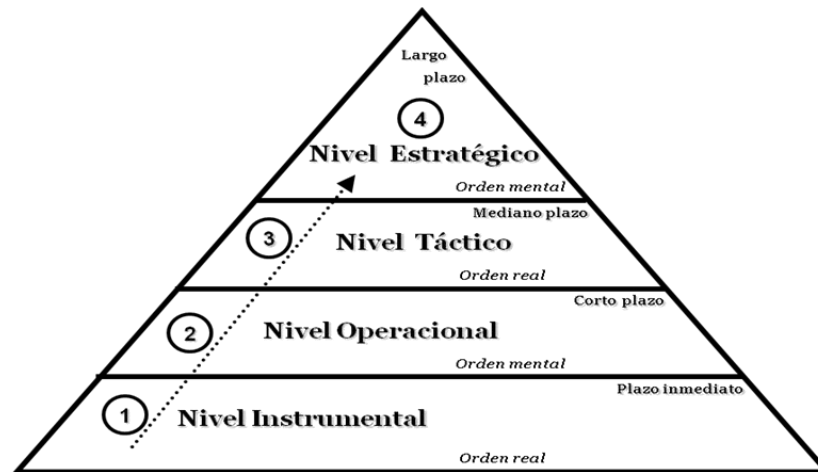 Largo
plazo
4
Nivel Estratégico
Orden mental
Mediano plazo
3
Nivel Táctico
Orden real
Corto plazo
2
Nivel Operacional
Orden mental
Plazo inmediato
1
Nivel Instrumental
Orden real